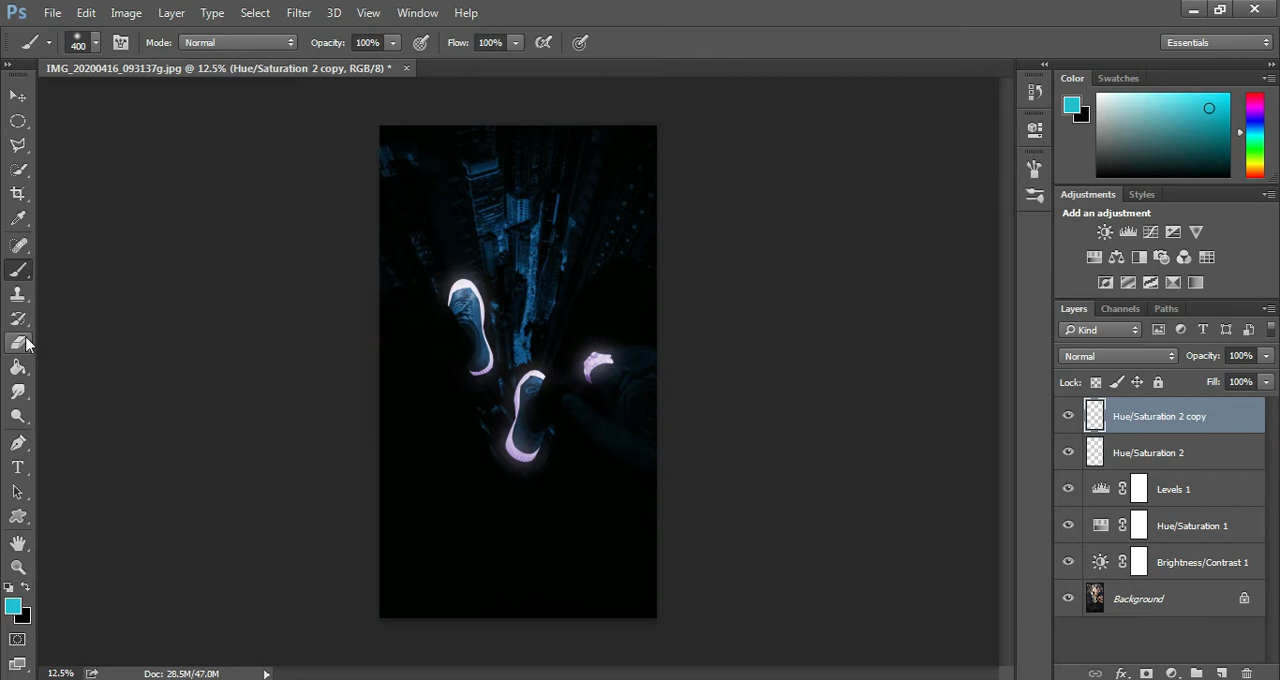 Ps File Edit Image Layer Type Select Filter 3D View Window Help
400 Mode: Normal Opacity: 100% Flow: 100% Essentials
IMG_20200416_093137g.jpg @ 12.5% (Hue/Saturation 2 copy, RGB/8) * ×
Color Swatches
Adjustments Styles
Add an adjustment
Layers Channels Paths
Kind
Normal Opacity: 100%
Lock: Fill: 100%
Hue/Saturation 2 copy
Hue/Saturation 2
Levels 1
Hue/Saturation 1
Brightness/Contrast 1
Background
12.5% Doc: 28.5M/47.0M